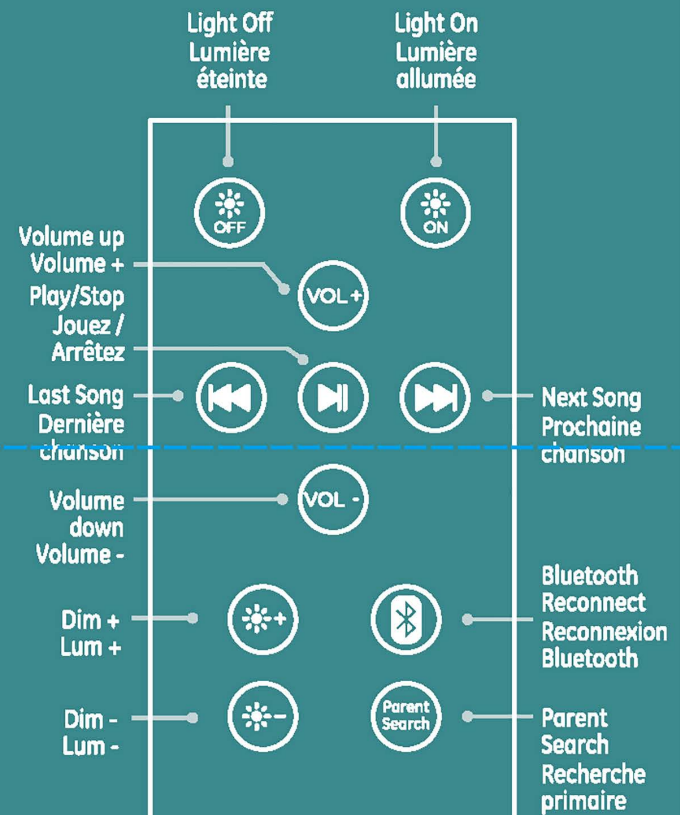 Light Off
Lumière
éteinte
Light On
Lumière
allumée
OFF
ON
Volume up
Volume +
VOL+
Play/Stop
Jouez /
Arrêtez
Last Song
Dernière
chanson
Next Song
Prochaine
chanson
Volume
down
Volume -
VOL -
Dim +
Lum +
Bluetooth
Reconnect
Reconnexion
Bluetooth
Dim -
Lum -
Parent
Search
Parent
Search
Recherche
primaire